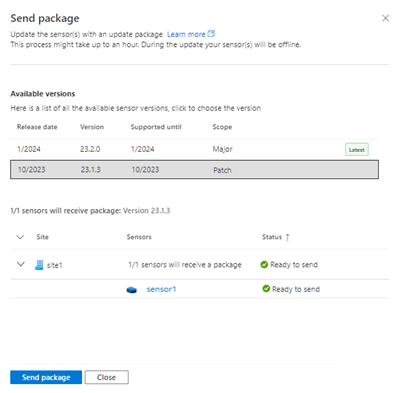 Send package
Update the sensor(s) with an update package Learn more
This process might take up to an hour. During the update your sensor(s) will be offline.
Available versions
Here is a list of all the available sensor versions, click to choose the version
Release date Version Supported until Scope
1/2024 23.2.0 1/2024 Major Latest
10/2023 23.1.3 10/2023 Patch
1/1 sensors will receive package: Version 23.1.3
Site Sensors Status ↑
site1 1/1 sensors will receive a package Ready to send
sensor1 Ready to send
Send package Close